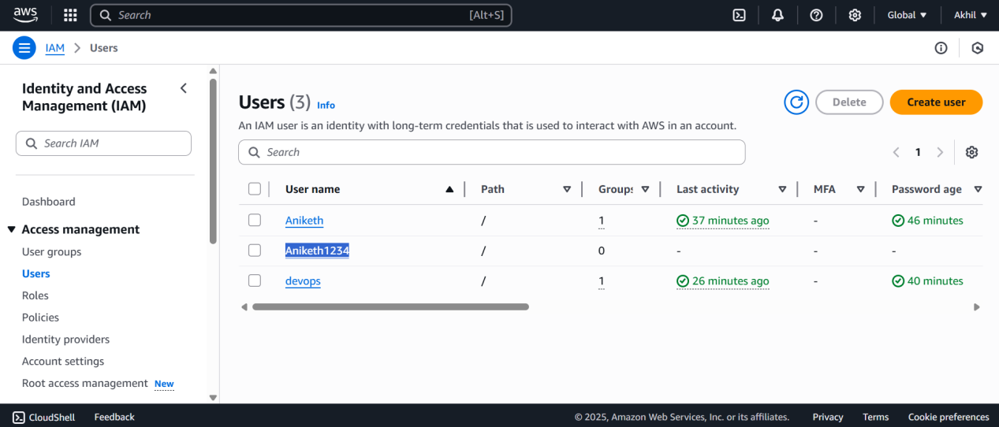 aws
Search [Alt+S] Global Akhil
IAM > Users
Identity and Access
Management (IAM)
Search IAM
Dashboard
Access management
User groups
Users
Roles
Policies
Identity providers
Account settings
Root access management New
Users (3) Info
Delete
Create user
An IAM user is an identity with long-term credentials that is used to interact with AWS in an account.
Search
1
User name Path Groups Last activity MFA Password age
Aniketh / 1 37 minutes ago - 46 minutes
Aniketh1234 / 0 - - -
devops / 1 26 minutes ago - 40 minutes
CloudShell Feedback © 2025, Amazon Web Services, Inc. or its affiliates. Privacy Terms Cookie preferences